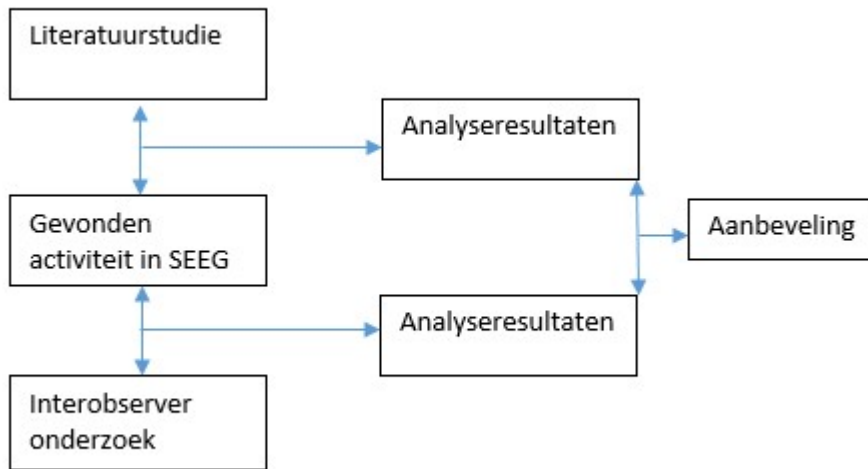 Literatuurstudie
Analyseresultaten
Gevonden
activiteit in SEEG
Aanbeveling
Analyseresultaten
Interobserver
onderzoek